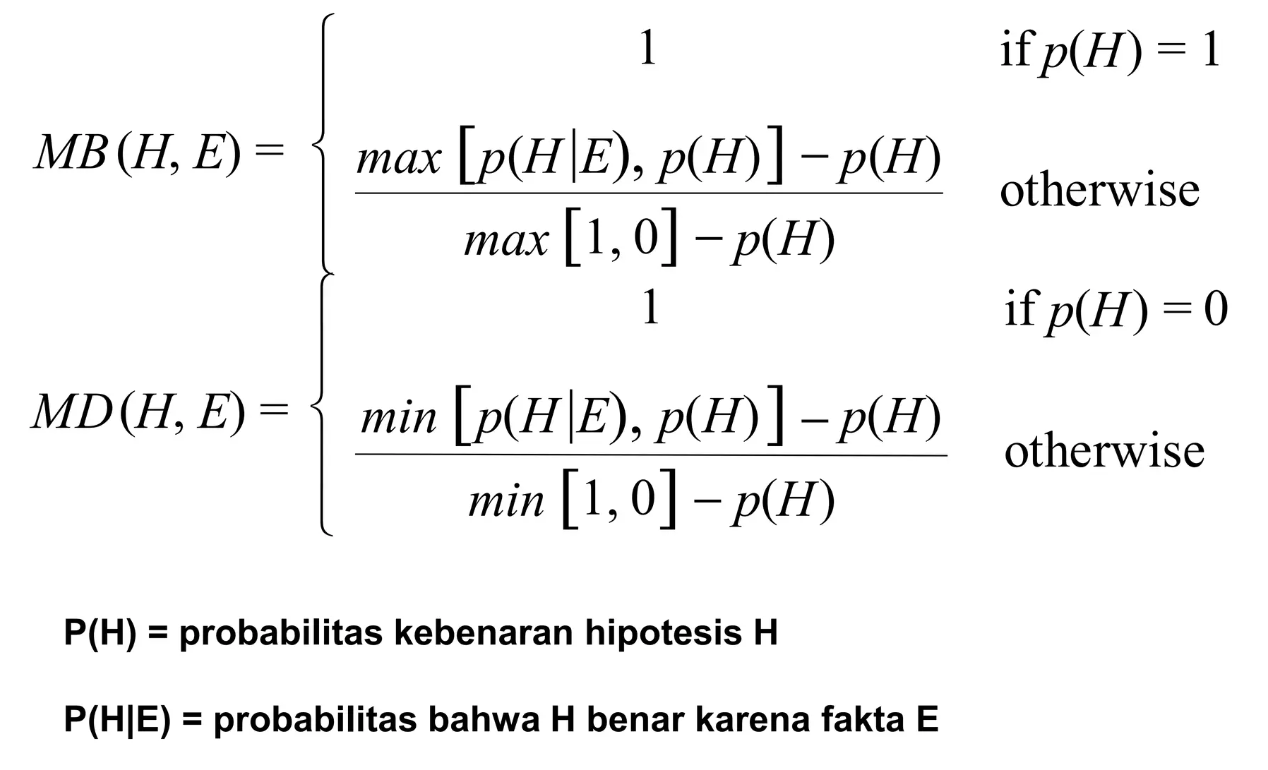 1 if p(H) = 1
MB(H, E) =
max [p(H|E), p(H)] – p(H)
otherwise
max [1, 0] – p(H)
1 if p(H) = 0
MD(H, E) =
min [p(H|E), p(H)] – p(H)
otherwise
min [1, 0] – p(H)
P(H) = probabilitas kebenaran hipotesis H
P(H|E) = probabilitas bahwa H benar karena fakta E